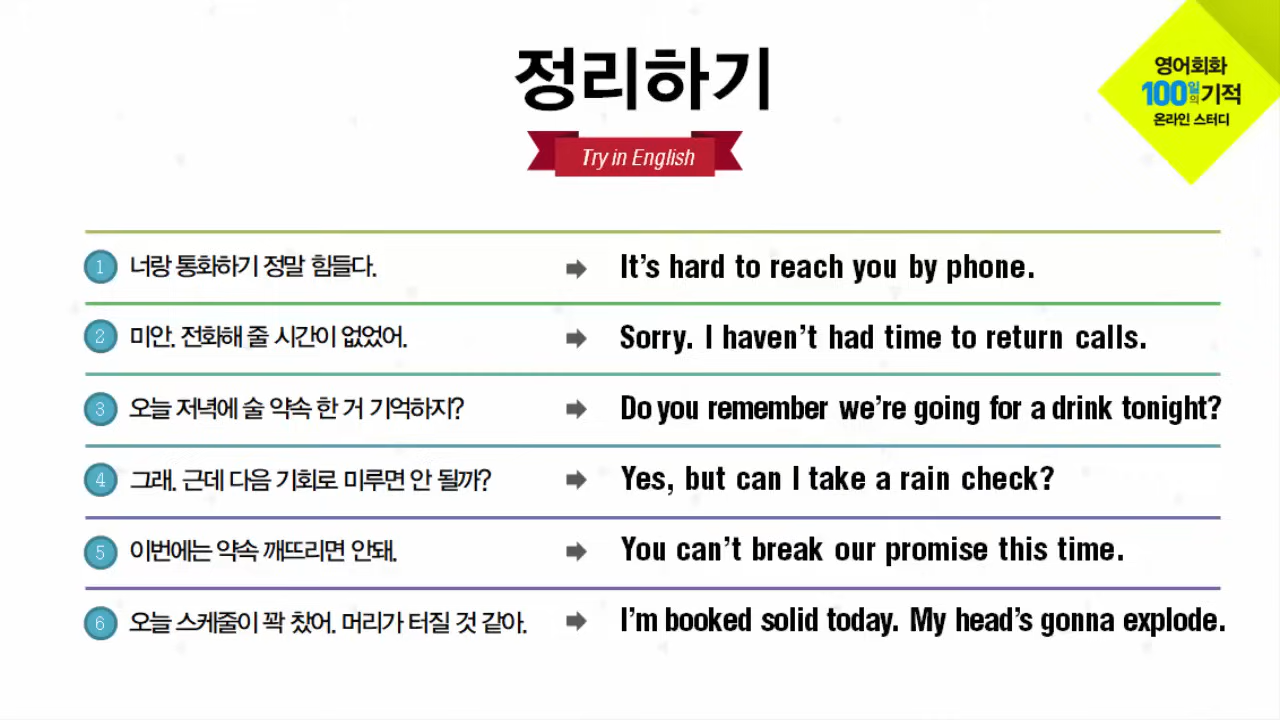 정리하기
Try in English
영어회화
100일의 기적
온라인 스터디
1 너랑 통화하기 정말 힘들다. It's hard to reach you by phone.
2 미안. 전화해 줄 시간이 없었어. Sorry. I haven't had time to return calls.
3 오늘 저녁에 술 약속 한 거 기억하지? Do you remember we're going for a drink tonight?
4 그래. 근데 다음 기회로 미루면 안 될까? Yes, but can I take a rain check?
5 이번에는 약속 깨뜨리면 안돼. You can't break our promise this time.
6 오늘 스케줄이 꽉 찼어. 머리가 터질 것 같아. I'm booked solid today. My head's gonna explode.